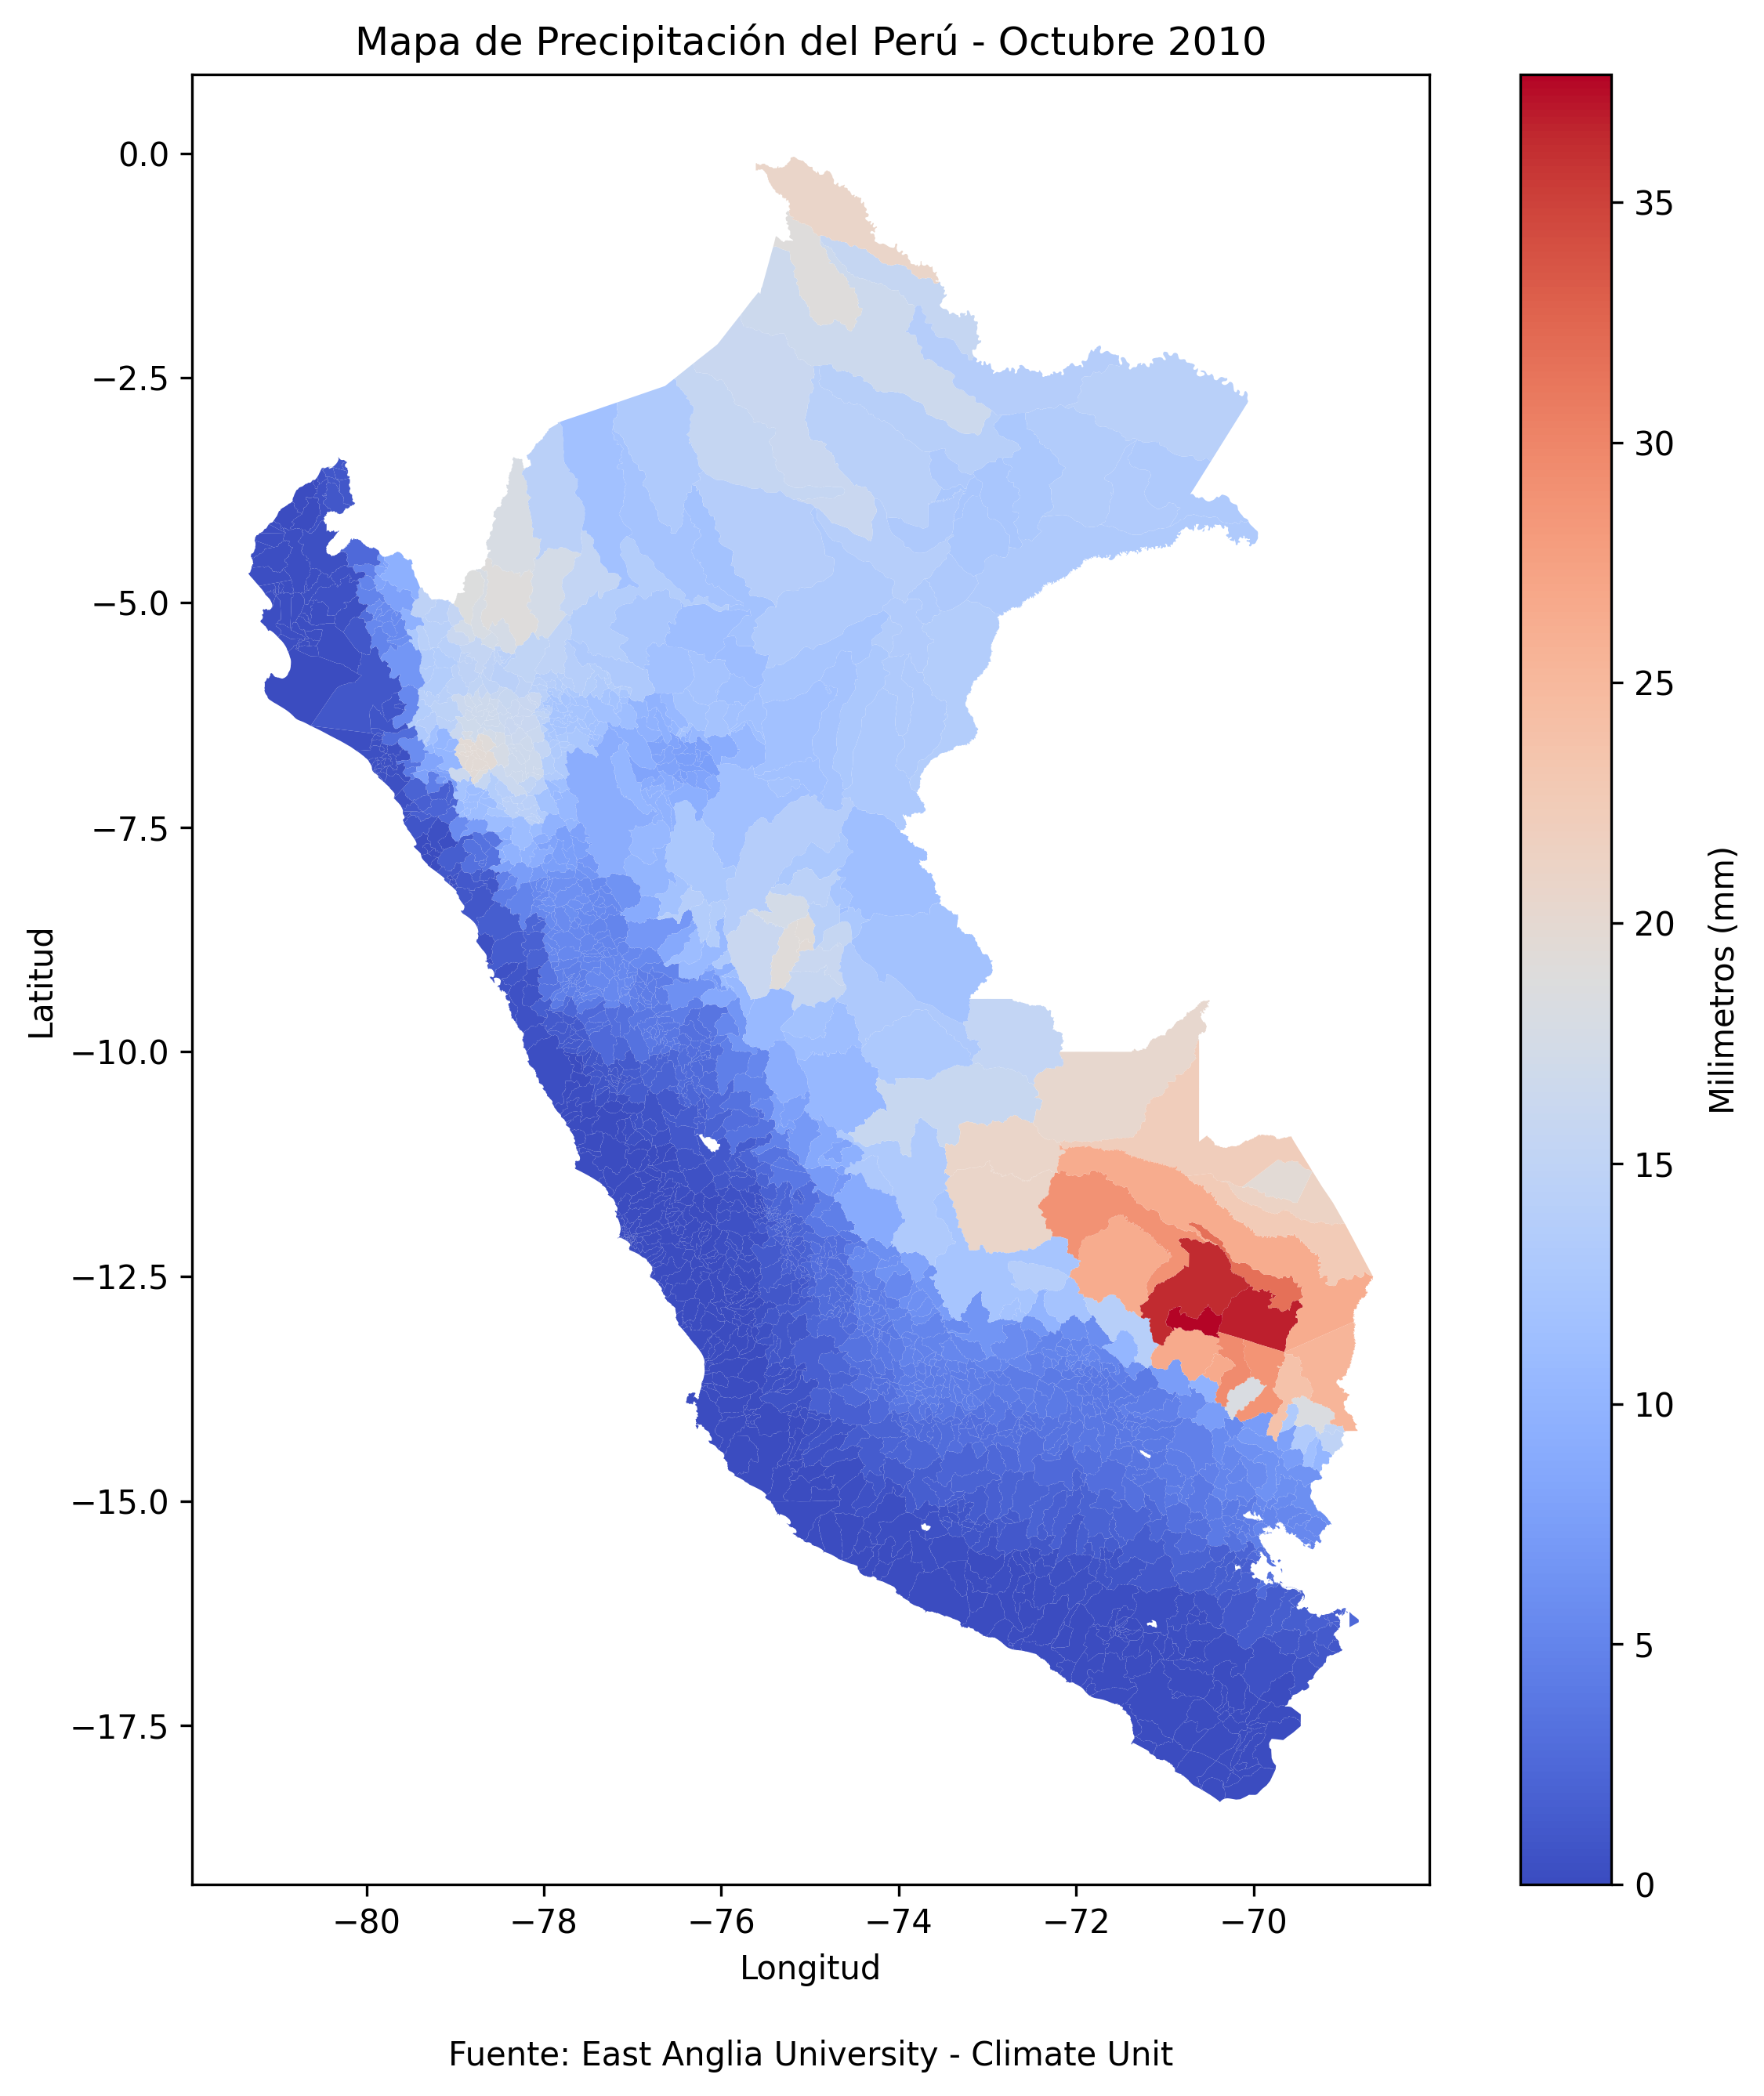 Mapa de Precipitación del Perú - Octubre 2010
0.0
−2.5
−5.0
−7.5
−10.0
−12.5
−15.0
−17.5
Latitud
−80 −78 −76 −74 −72 −70
Longitud
35
30
25
20
15
10
5
0
Milimetros (mm)
Fuente: East Anglia University - Climate Unit